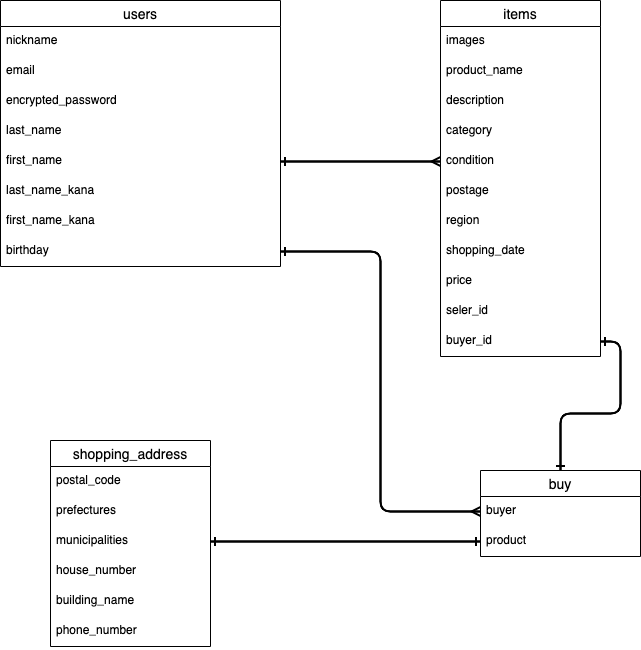 users
nickname
email
encrypted_password
last_name
first_name
last_name_kana
first_name_kana
birthday
items
images
product_name
description
category
condition
postage
region
shopping_date
price
seler_id
buyer_id
shopping_address
postal_code
prefectures
municipalities
house_number
building_name
phone_number
buy
buyer
product